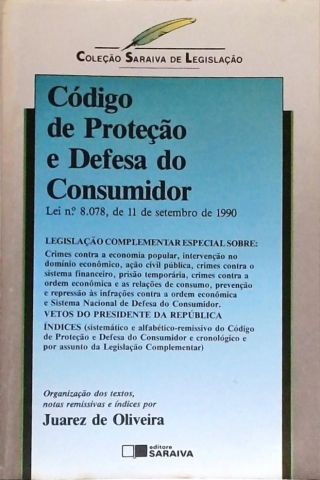 COLEÇÃO SARAIVA DE LEGISLAÇÃO
Código
de Proteção
e Defesa do
Consumidor
Lei n.º 8.078, de 11 de setembro de 1990
LEGISLAÇÃO COMPLEMENTAR ESPECIAL SOBRE:
Crimes contra a economia popular, intervenção no
domínio econômico, ação civil pública, crimes contra o
sistema financeiro, prisão temporária, crimes contra a
ordem econômica e as relações de consumo, prevenção
e repressão às infrações contra a ordem econômica
e Sistema Nacional de Defesa do Consumidor.
VETOS DO PRESIDENTE DA REPÚBLICA
ÍNDICES (sistemático e alfabético-remissivo do Código
de Proteção e Defesa do Consumidor e cronológico e
por assunto da Legislação Complementar)
Organização dos textos,
notas remissivas e índices por
Juarez de Oliveira
editora
SARAIVA